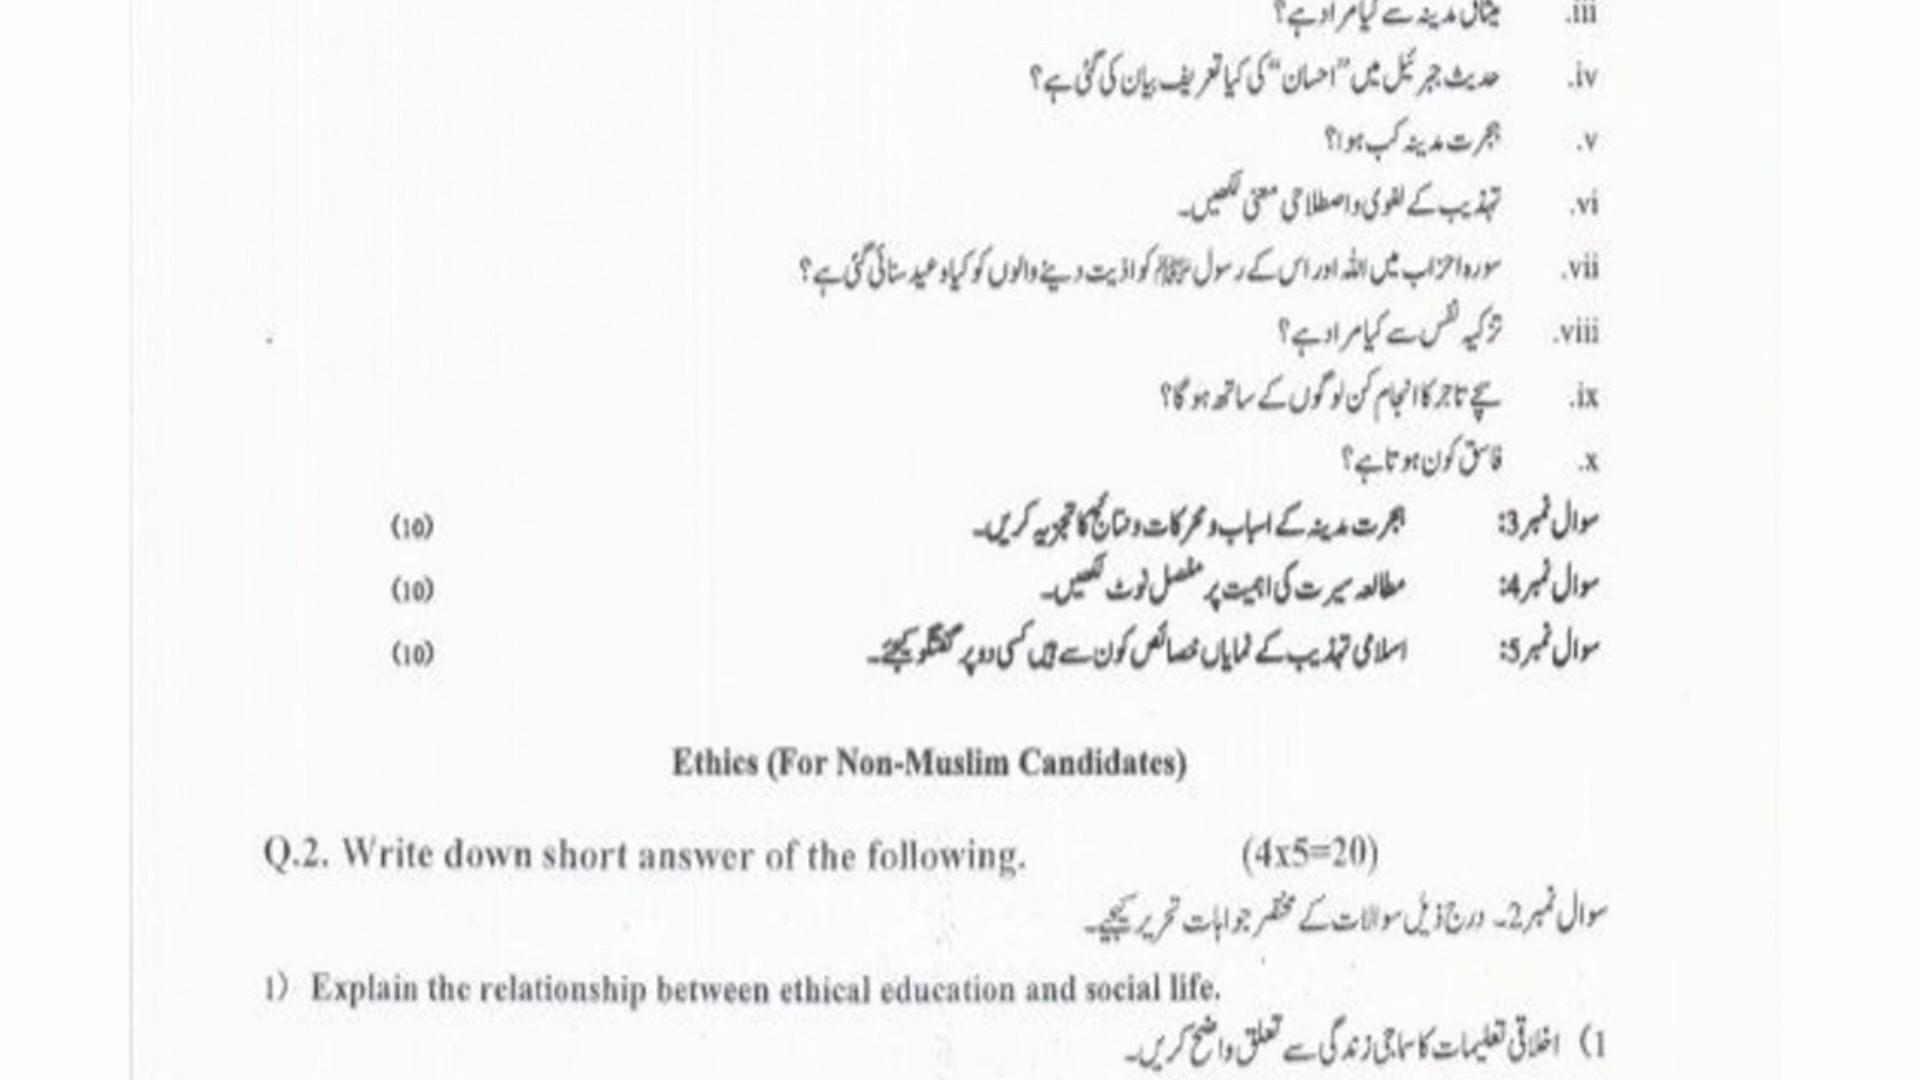 iii. میثاق مدینہ سے کیا مراد ہے؟
iv. حدیث جبرئیل میں "احسان" کی کیا تعریف بیان کی گئی ہے؟
v. ہجرت مدینہ کب ہوا؟
vi. تہذیب کے لغوی و اصطلاحی معنی لکھیں۔
vii. سورہ احزاب میں اللہ اور اس کے رسول ﷺ کو اذیت دینے والوں کو کیا وعید سنائی گئی ہے؟
viii. تزکیہ نفس سے کیا مراد ہے؟
ix. سچے تاجر کا انجام کن لوگوں کے ساتھ ہو گا؟
x. فاسق کون ہوتا ہے؟
سوال نمبر3: ہجرت مدینہ کے اسباب و محرکات و نتائج کا تجزیہ کریں۔ (10)
سوال نمبر4: مطالعہ سیرت کی اہمیت پر مفصل نوٹ لکھیں۔ (10)
سوال نمبر5: اسلامی تہذیب کے نمایاں خصائص کون سے ہیں کسی دو پر گفتگو کیجئے۔ (10)
Ethics (For Non-Muslim Candidates)
Q.2. Write down short answer of the following. (4x5=20)
سوال نمبر2۔ درج ذیل سوالات کے مختصر جوابات تحریر کیجیے۔
1) Explain the relationship between ethical education and social life.
1) اخلاقی تعلیمات کا سماجی زندگی سے تعلق واضح کریں۔